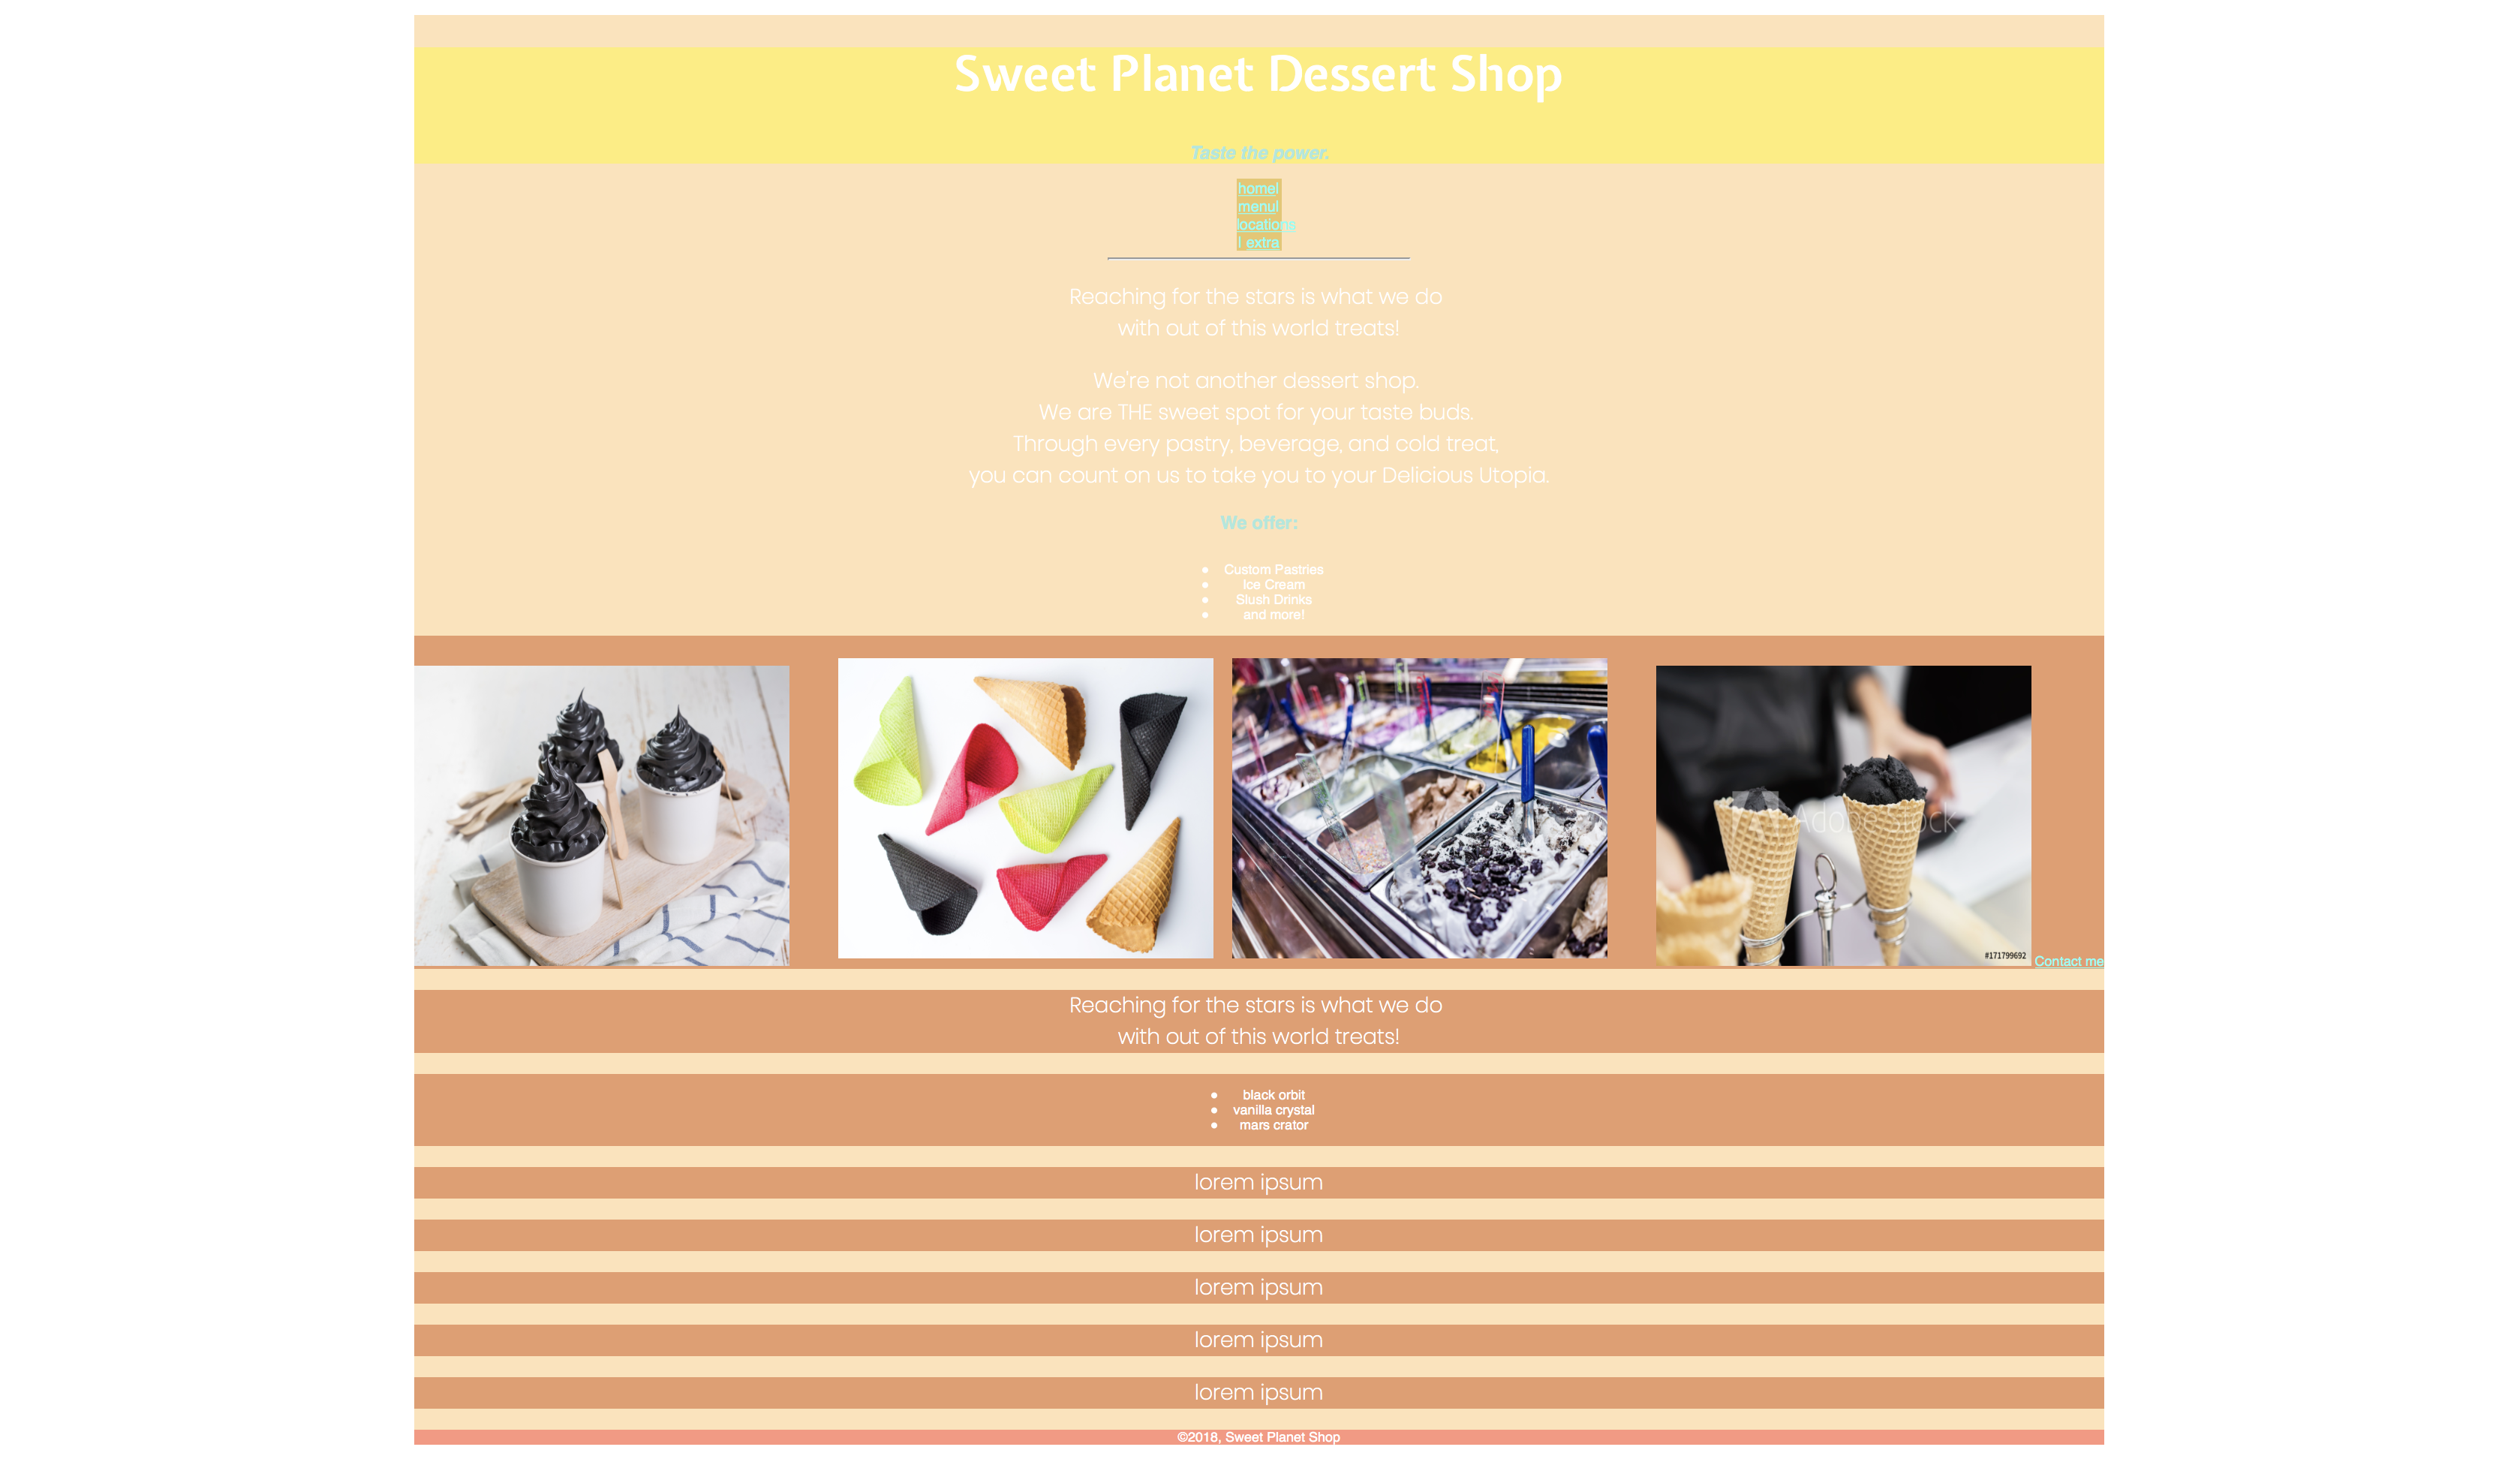 Sweet Planet Dessert Shop
Taste the power.
home|
menu|
locations
| extra
Reaching for the stars is what we do
with out of this world treats!
We're not another dessert shop.
We are THE sweet spot for your taste buds.
Through every pastry, beverage, and cold treat,
you can count on us to take you to your Delicious Utopia.
We offer:
● Custom Pastries
● Ice Cream
● Slush Drinks
● and more!
Adobe Stock
#171799692
Contact me
Reaching for the stars is what we do
with out of this world treats!
● black orbit
● vanilla crystal
● mars crator
lorem ipsum
lorem ipsum
lorem ipsum
lorem ipsum
lorem ipsum
©2018, Sweet Planet Shop